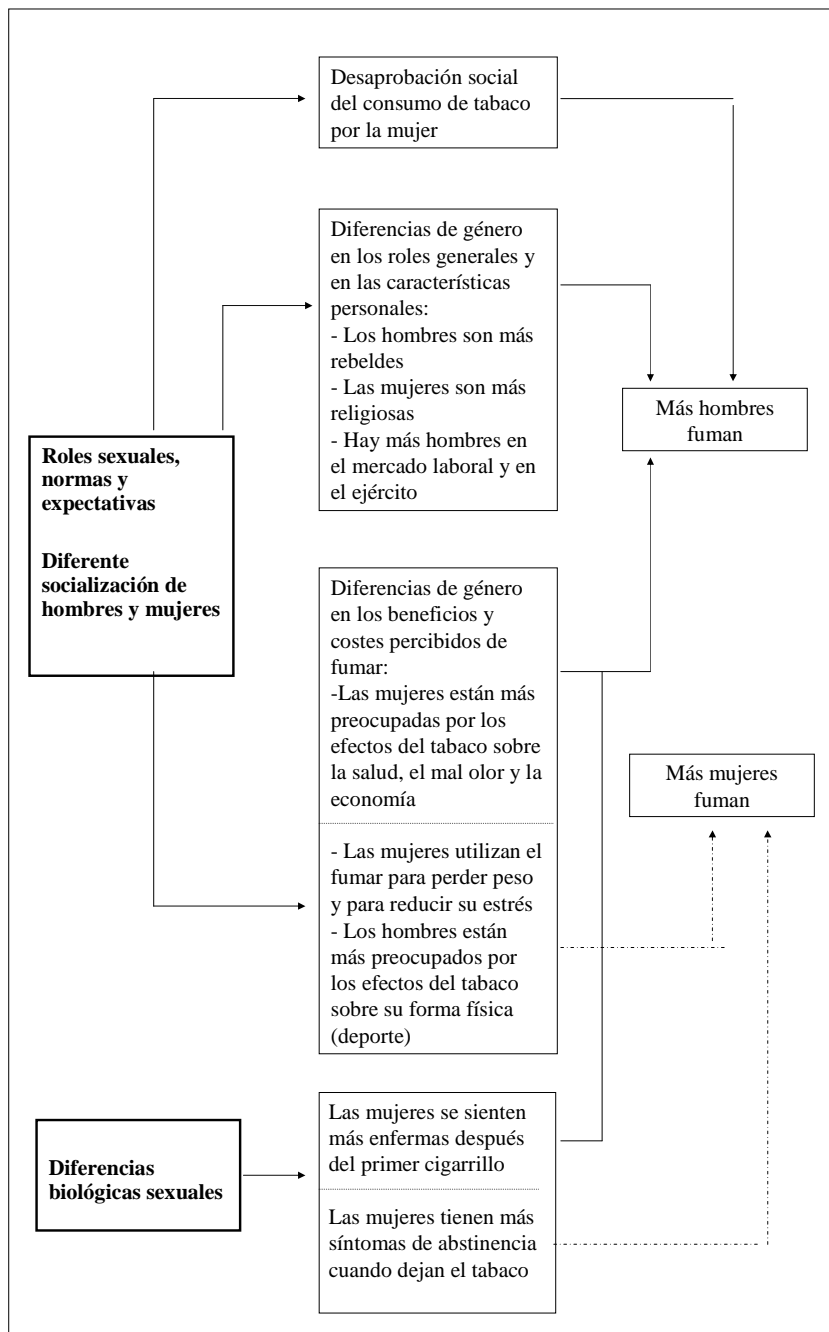 Desaprobación social
del consumo de tabaco
por la mujer
Diferencias de género
en los roles generales y
en las características
personales:
- Los hombres son más
rebeldes
- Las mujeres son más
religiosas
- Hay más hombres en
el mercado laboral y en
el ejército
Más hombres
fuman
Roles sexuales,
normas y
expectativas
Diferente
socialización de
hombres y mujeres
Diferencias de género
en los beneficios y
costes percibidos de
fumar:
-Las mujeres están más
preocupadas por los
efectos del tabaco sobre
la salud, el mal olor y la
economía
- Las mujeres utilizan el
fumar para perder peso
y para reducir su estrés
- Los hombres están
más preocupados por
los efectos del tabaco
sobre su forma física
(deporte)
Más mujeres
fuman
Diferencias
biológicas sexuales
Las mujeres se sienten
más enfermas después
del primer cigarrillo
Las mujeres tienen más
síntomas de abstinencia
cuando dejan el tabaco